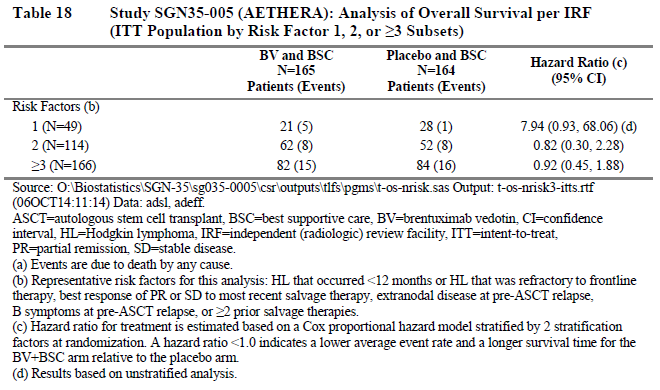 Table 18 Study SGN35-005 (AETHERA): Analysis of Overall Survival per IRF
(ITT Population by Risk Factor 1, 2, or ≥3 Subsets)
BV and BSC Placebo and BSC
N=165 N=164 Hazard Ratio (c)
Patients (Events) Patients (Events) (95% CI)
Risk Factors (b)
1 (N=49) 21 (5) 28 (1) 7.94 (0.93, 68.06) (d)
2 (N=114) 62 (8) 52 (8) 0.82 (0.30, 2.28)
≥3 (N=166) 82 (15) 84 (16) 0.92 (0.45, 1.88)
Source: O:\Biostatistics\SGN-35\sg035-0005\csr\outputs\tlfs\pgms\t-os-nrisk.sas Output: t-os-nrisk3-itts.rtf
(06OCT14:11:14) Data: adsl, adeff.
ASCT=autologous stem cell transplant, BSC=best supportive care, BV=brentuximab vedotin, CI=confidence
interval, HL=Hodgkin lymphoma, IRF=independent (radiologic) review facility, ITT=intent-to-treat,
PR=partial remission, SD=stable disease.
(a) Events are due to death by any cause.
(b) Representative risk factors for this analysis: HL that occurred <12 months or HL that was refractory to frontline
therapy, best response of PR or SD to most recent salvage therapy, extranodal disease at pre-ASCT relapse,
B symptoms at pre-ASCT relapse, or ≥2 prior salvage therapies.
(c) Hazard ratio for treatment is estimated based on a Cox proportional hazard model stratified by 2 stratification
factors at randomization. A hazard ratio <1.0 indicates a lower average event rate and a longer survival time for the
BV+BSC arm relative to the placebo arm.
(d) Results based on unstratified analysis.